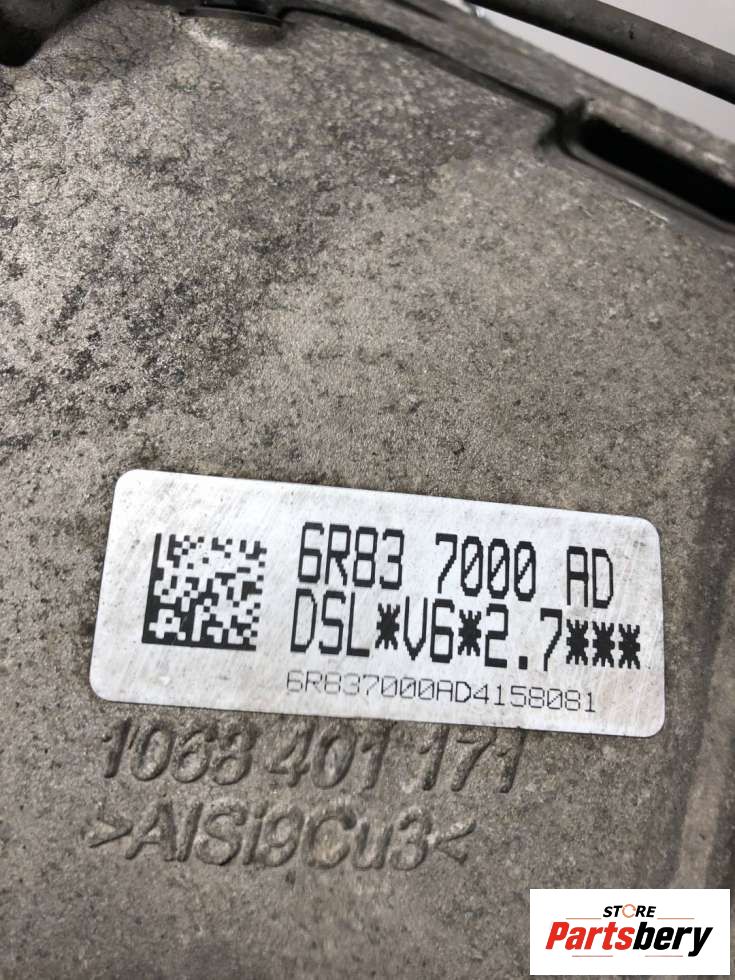 6R83 7000 AD
DSL*V6*2.7***
6R837000AD4158081
1068 401 171
>AlSi9Cu3<
STORE
Partsbery